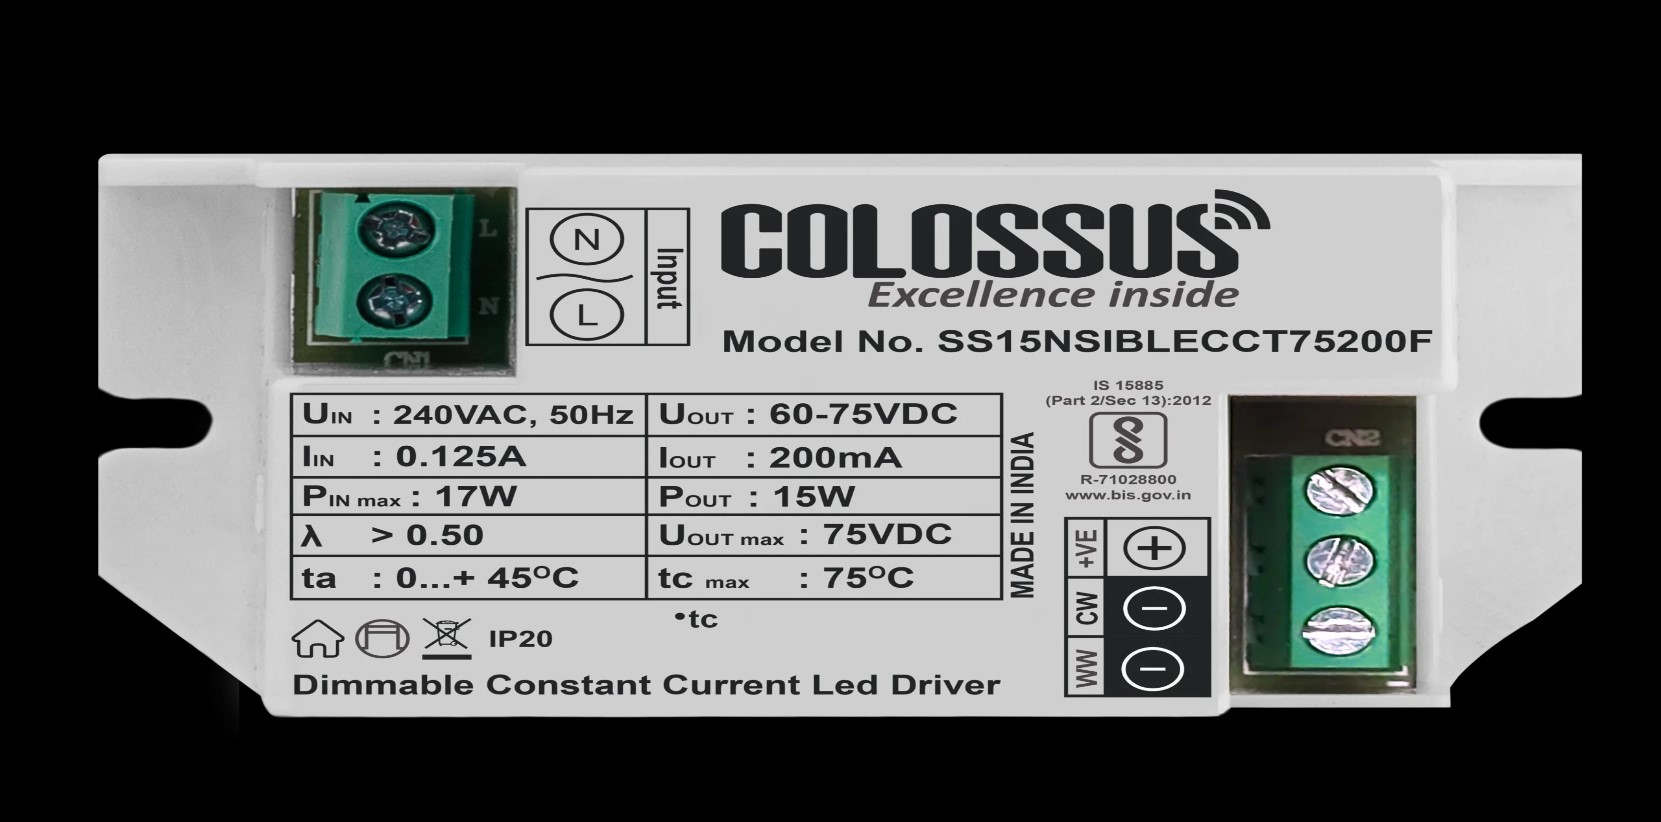 L
N
CN1
N
L
Input
COLOSSUS
Excellence inside
Model No. SS15NSIBLECCT75200F
UIN : 240VAC, 50Hz
UOUT : 60-75VDC
IIN : 0.125A
IOUT : 200mA
PIN max : 17W
POUT : 15W
λ > 0.50
UOUT max : 75VDC
ta : 0...+ 45°C
tc max : 75°C
•tc
IP20
Dimmable Constant Current Led Driver
MADE IN INDIA
IS 15885
(Part 2/Sec 13):2012
R-71028800
www.bis.gov.in
+VE +
CW −
WW −
CN2